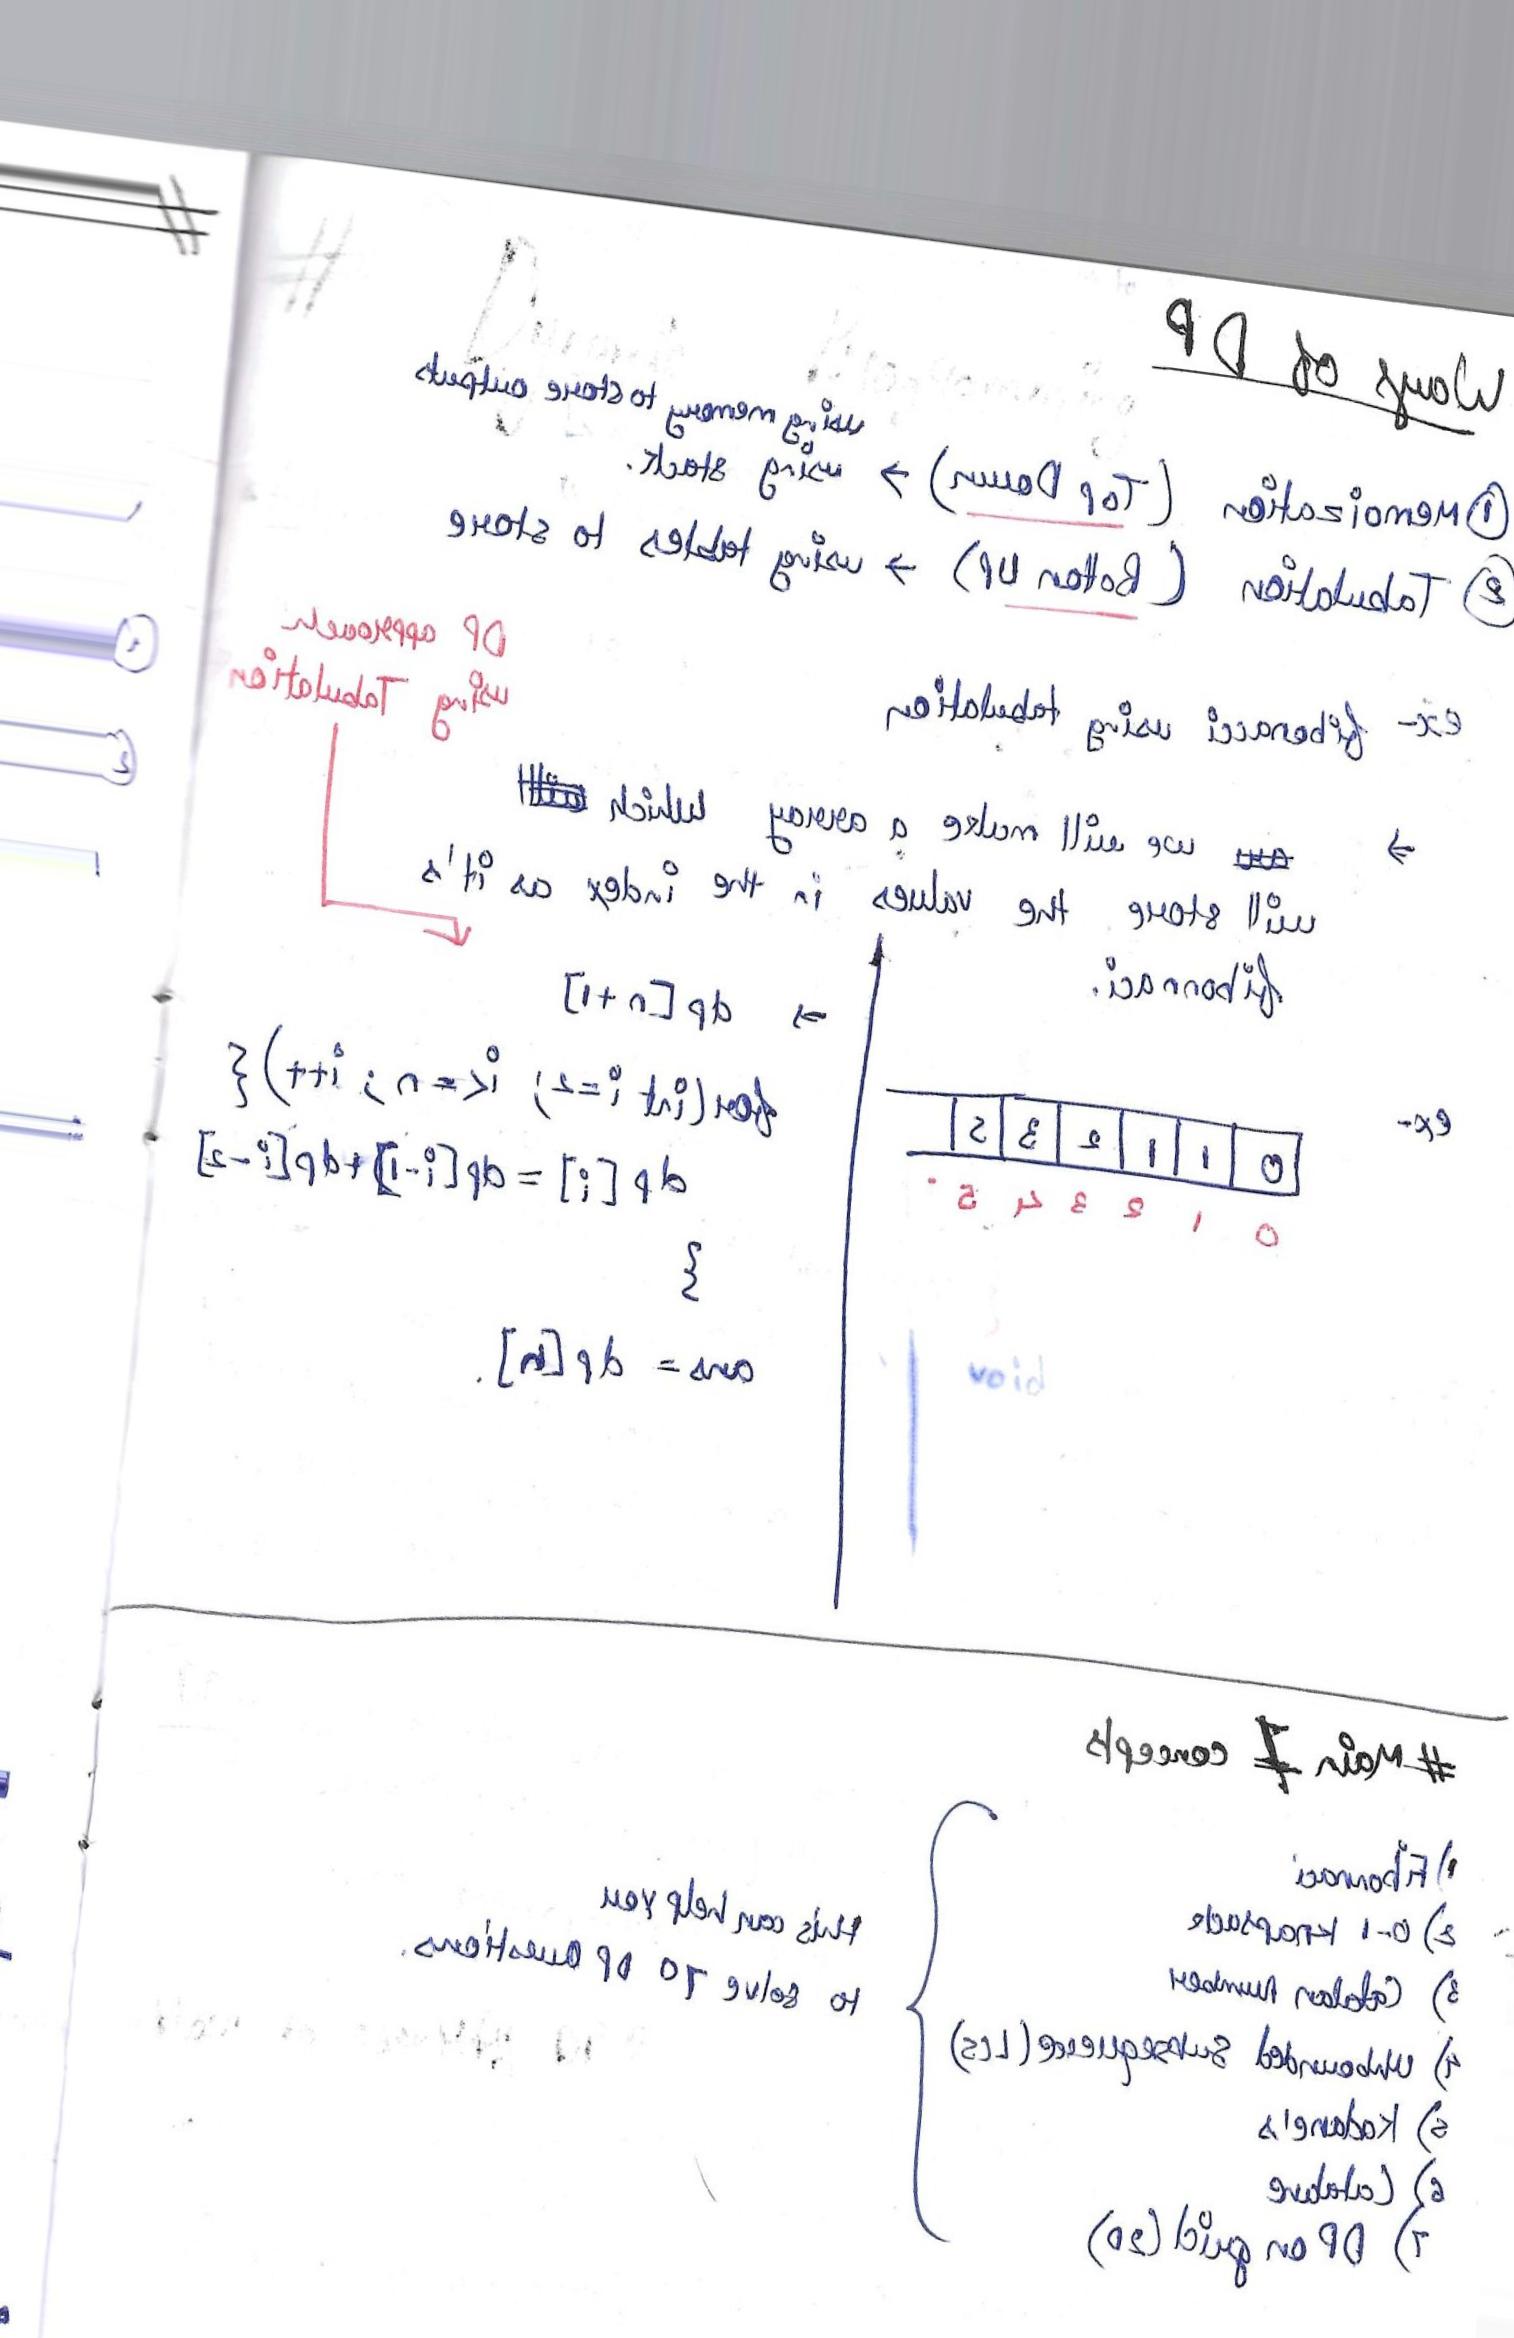 Ways of DP
using memory to store outputs
① Memoization (Top Down) → using stack.
② Tabulation (Bottom UP) → using tables to store
DP approach
using Tabulation
ex- fibonacci using tabulation
→ we will make a array which
will store the values in the index as it's
fibonnaci.
ex- 0 1 1 2 3 5
0 1 2 3 4 5
→ dp[n+1]
for(int i=2; i<=n; i++){
dp[i] = dp[i-1]+dp[i-2]
}
ans = dp[n].
void
# Main 7 concepts
1) Fibonnaci
2) 0-1 knapsack
3) Catalan Number
4) Unbounded Subsequence (LCS)
5) Kadane's
6)
7) DP on grid (2D)
this can help you
to solve 70 DP Questions.